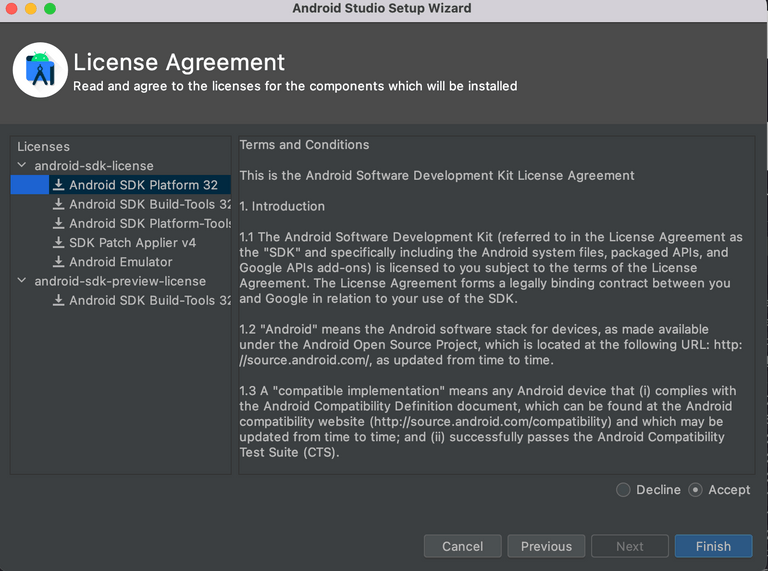 Android Studio Setup Wizard
License Agreement
Read and agree to the licenses for the components which will be installed
Licenses
android-sdk-license
Android SDK Platform 32
Android SDK Build-Tools 32
Android SDK Platform-Tools
SDK Patch Applier v4
Android Emulator
android-sdk-preview-license
Android SDK Build-Tools 32
Terms and Conditions
This is the Android Software Development Kit License Agreement
1. Introduction
1.1 The Android Software Development Kit (referred to in the License Agreement as
the "SDK" and specifically including the Android system files, packaged APIs, and
Google APIs add-ons) is licensed to you subject to the terms of the License
Agreement. The License Agreement forms a legally binding contract between you
and Google in relation to your use of the SDK.
1.2 "Android" means the Android software stack for devices, as made available
under the Android Open Source Project, which is located at the following URL: http:
//source.android.com/, as updated from time to time.
1.3 A "compatible implementation" means any Android device that (i) complies with
the Android Compatibility Definition document, which can be found at the Android
compatibility website (http://source.android.com/compatibility) and which may be
updated from time to time; and (ii) successfully passes the Android Compatibility
Test Suite (CTS).
Decline Accept
Cancel Previous Next Finish